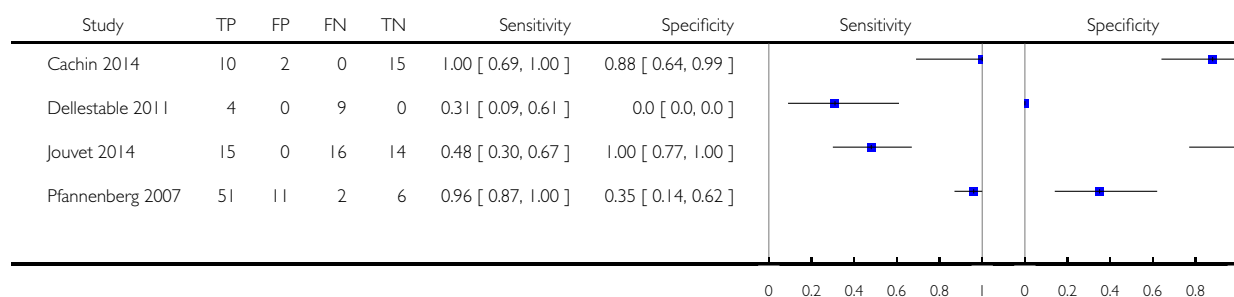 Study TP FP FN TN Sensitivity Specificity Sensitivity Specificity
Cachin 2014 10 2 0 15 1.00 [ 0.69, 1.00 ] 0.88 [ 0.64, 0.99 ]
Dellestable 2011 4 0 9 0 0.31 [ 0.09, 0.61 ] 0.0 [ 0.0, 0.0 ]
Jouvet 2014 15 0 16 14 0.48 [ 0.30, 0.67 ] 1.00 [ 0.77, 1.00 ]
Pfannenberg 2007 51 11 2 6 0.96 [ 0.87, 1.00 ] 0.35 [ 0.14, 0.62 ]
0 0.2 0.4 0.6 0.8 1 0 0.2 0.4 0.6 0.8